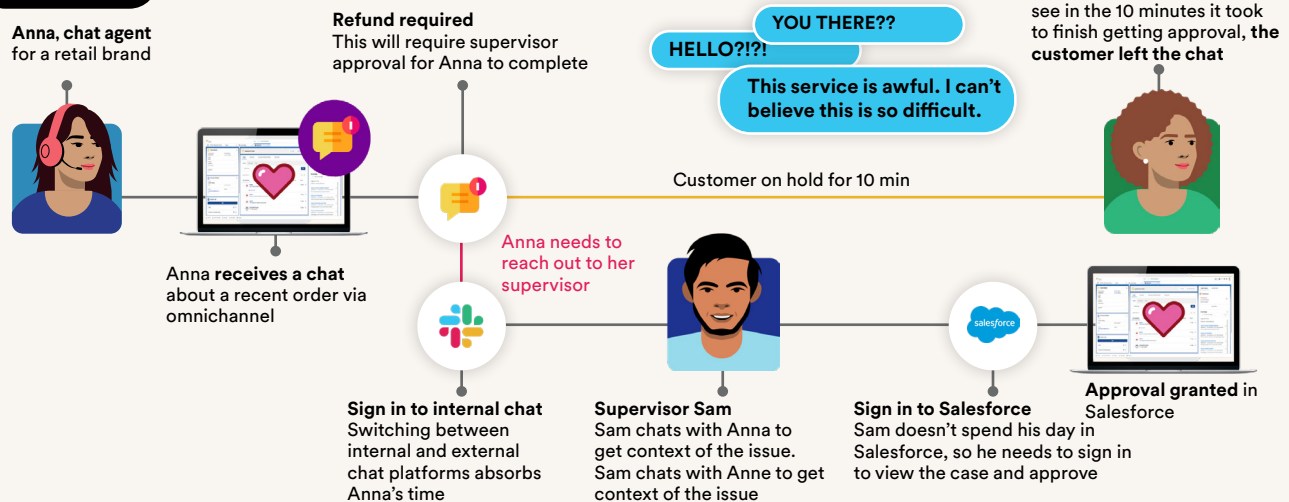 Anna, chat agent
for a retail brand
Refund required
This will require supervisor
approval for Anna to complete
YOU THERE??
HELLO?!?!
This service is awful. I can't
believe this is so difficult.
see in the 10 minutes it took
to finish getting approval, the
customer left the chat
Customer on hold for 10 min
Anna receives a chat
about a recent order via
omnichannel
Anna needs to
reach out to her
supervisor
salesforce
Sign in to internal chat
Switching between
internal and external
chat platforms absorbs
Anna's time
Supervisor Sam
Sam chats with Anna to
get context of the issue.
Sam chats with Anne to get
context of the issue
Sign in to Salesforce
Sam doesn't spend his day in
Salesforce, so he needs to sign in
to view the case and approve
Approval granted in
Salesforce